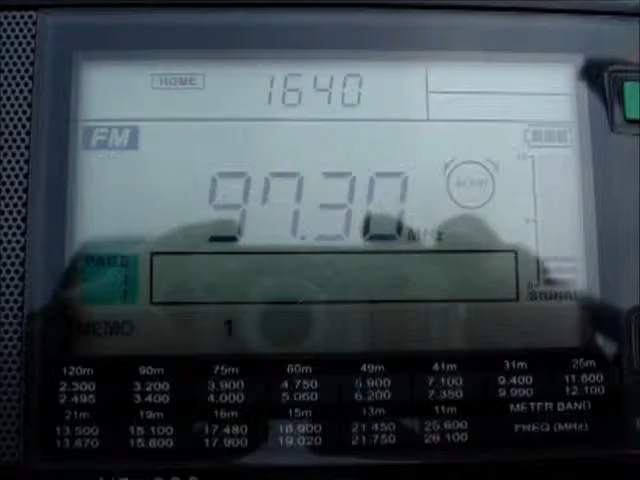 HOME 1640
FM
97.30 MHz
PAGE
SIGNAL
MEMO 1
120m 90m 75m 60m 49m 41m 31m 25m
2.300 3.200 3.900 4.750 5.900 7.100 9.400 11.600
2.495 3.400 4.000 5.060 6.200 7.350 9.990 12.100
21m 19m 16m 15m 13m 11m METER BAND
13.500 15.100 17.480 18.900 21.450 25.600 FREQ (MHz)
13.870 15.800 17.900 19.020 21.750 26.100